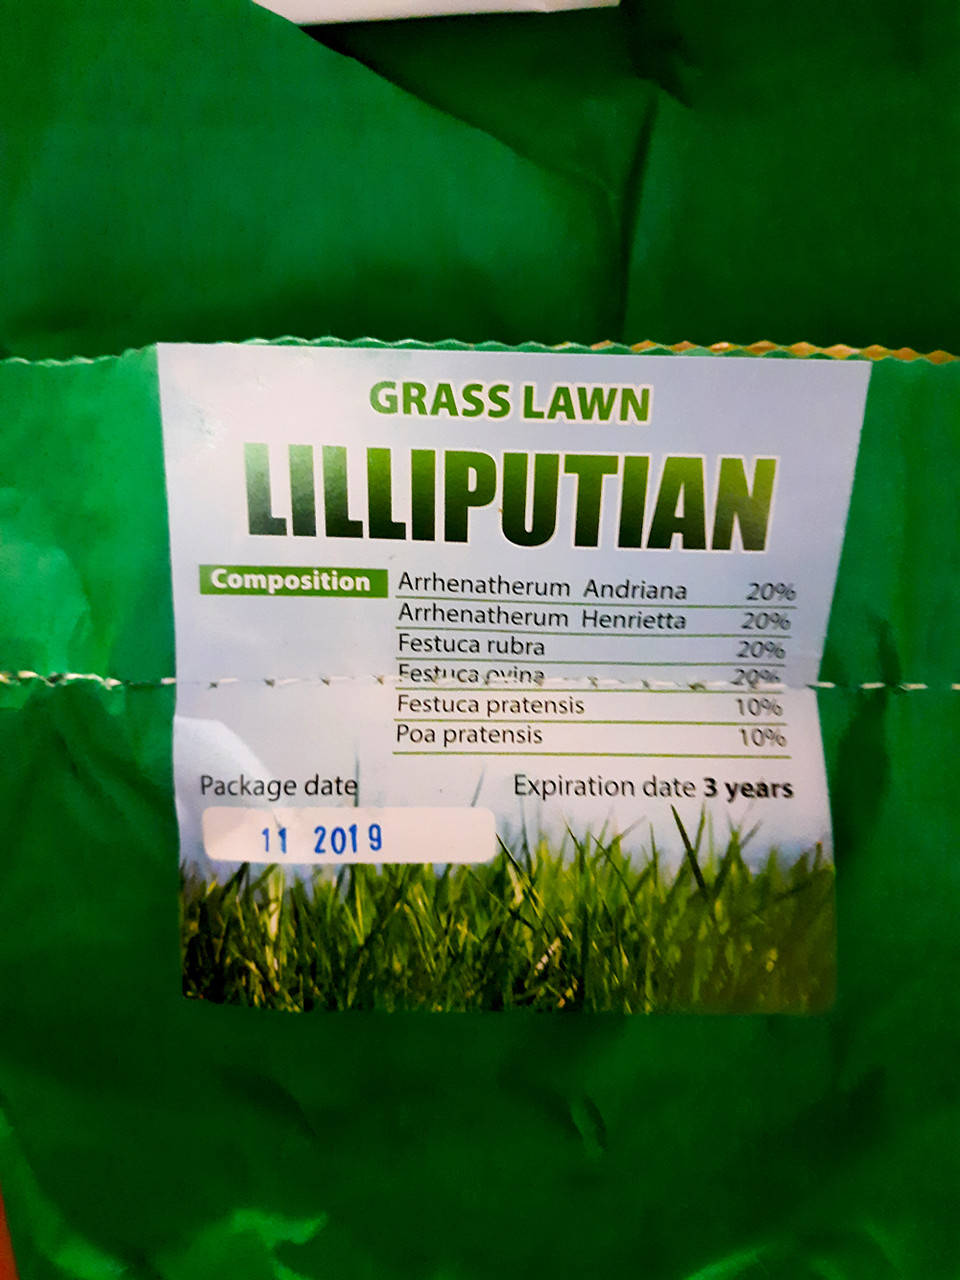 GRASS LAWN
LILLIPUTIAN
Composition Arrhenatherum Andriana 20%
Arrhenatherum Henrietta 20%
Festuca rubra 20%
Festuca ovina 20%
Festuca pratensis 10%
Poa pratensis 10%
Package date Expiration date 3 years
11 2019